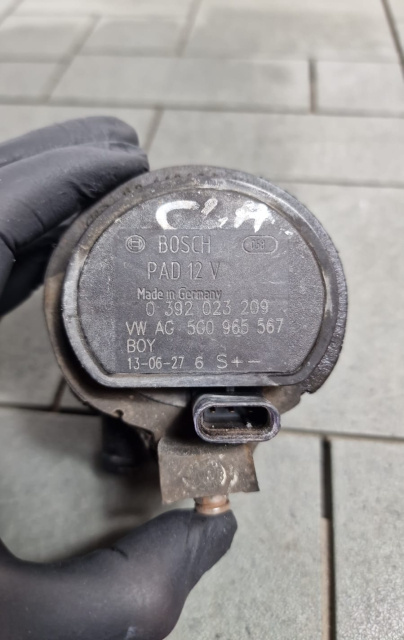 CLA
BOSCH
PAD 12 V
Made in Germany
0 392 023 209
VW AG 5G0 965 567
BOY
13-06-27 6 S+-